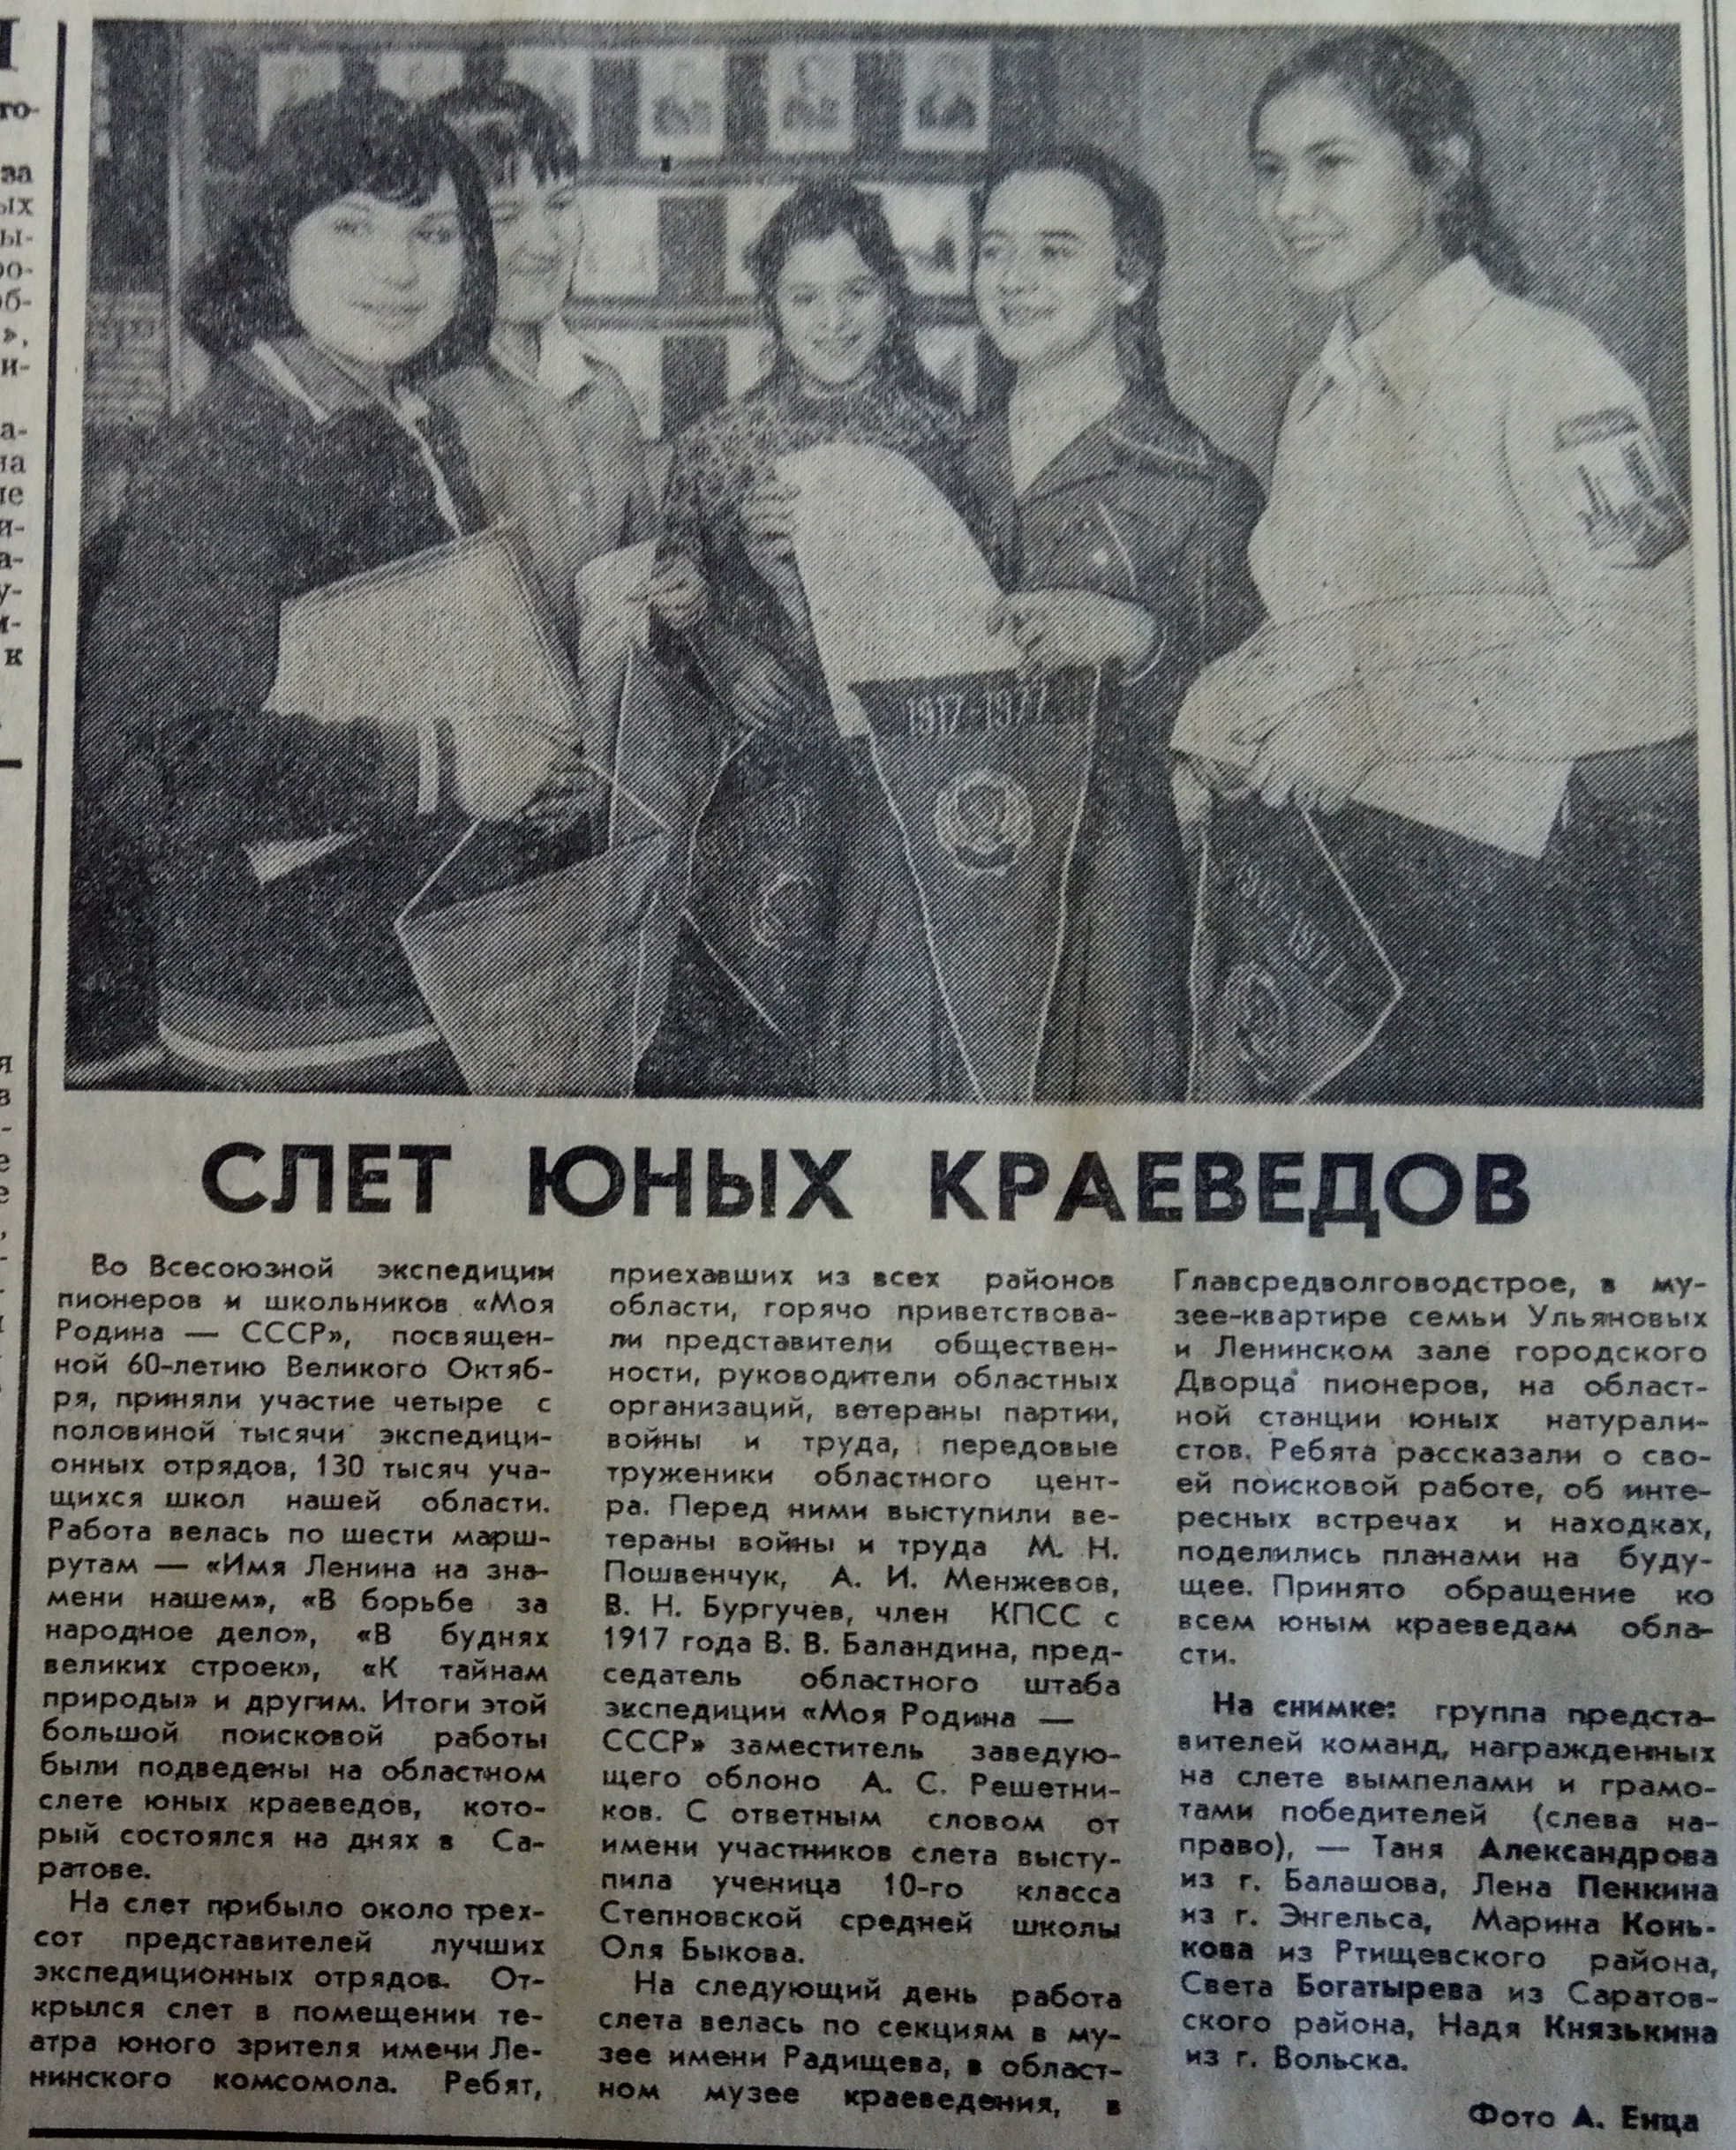 1917-1977
СЛЕТ ЮНЫХ КРАЕВЕДОВ
Во Всесоюзной экспедиции
пионеров и школьников «Моя
Родина — СССР», посвящен-
ной 60-летию Великого Октяб-
ря, приняли участие четыре с
половиной тысячи экспедици-
онных отрядов, 130 тысяч уча-
щихся школ нашей области.
Работа велась по шести марш-
рутам — «Имя Ленина на зна-
мени нашем», «В борьбе за
народное дело», «В буднях
великих строек», «К тайнам
природы» и другим. Итоги этой
большой поисковой работы
были подведены на областном
слете юных краеведов, кото-
рый состоялся на днях в Са-
ратове.
На слет прибыло около трех-
сот представителей лучших
экспедиционных отрядов. От-
крылся слет в помещении те-
атра юного зрителя имени Ле-
нинского комсомола. Ребят,
приехавших из всех районов
области, горячо приветствова-
ли представители обществен-
ности, руководители областных
организаций, ветераны партии,
войны и труда, передовые
труженики областного цент-
ра. Перед ними выступили ве-
тераны войны и труда М. Н.
Пошвенчук, А. И. Менжевов,
В. Н. Бургучев, член КПСС с
1917 года В. В. Баландина, пред-
седатель областного штаба
экспедиции «Моя Родина —
СССР» заместитель заведую-
щего облоно А. С. Решетни-
ков. С ответным словом от
имени участников слета высту-
пила ученица 10-го класса
Степновской средней школы
Оля Быкова.
На следующий день работа
слета велась по секциям в му-
зее имени Радищева, в област-
ном музее краеведения, в
Главсредволговодстрое, в му-
зее-квартире семьи Ульяновых
и Ленинском зале городского
Дворца пионеров, на област-
ной станции юных натурали-
стов. Ребята рассказали о сво-
ей поисковой работе, об инте-
ресных встречах и находках,
поделились планами на буду-
щее. Принято обращение ко
всем юным краеведам обла-
сти.
На снимке: группа предста-
вителей команд, награжденных
на слете вымпелами и грамо-
тами победителей (слева на-
право), — Таня Александрова
из г. Балашова, Лена Пенкина
из г. Энгельса, Марина Конь-
кова из Ртищевского района,
Света Богатырева из Саратов-
ского района, Надя Князькина
из г. Вольска.
Фото А. Енца